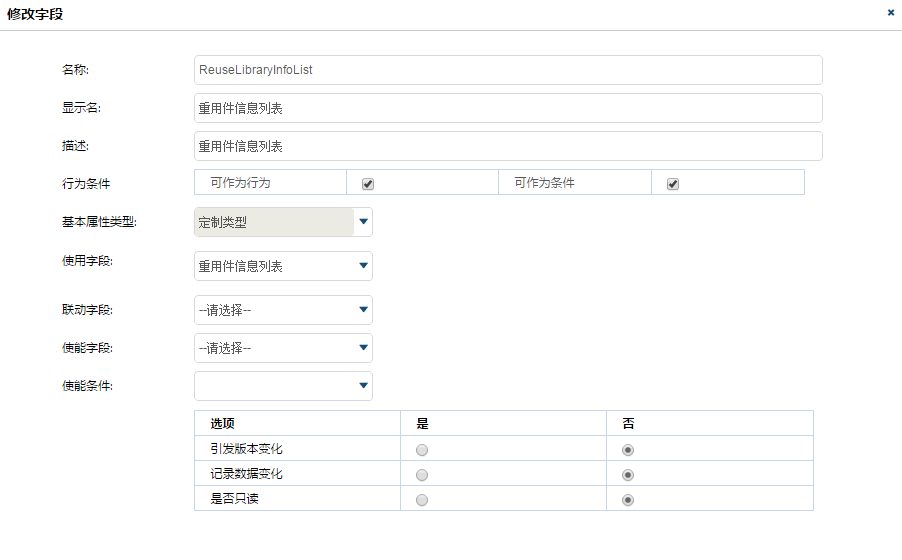 修改字段
名称: ReuseLibraryInfoList
显示名: 重用件信息列表
描述: 重用件信息列表
行为条件 可作为行为 可作为条件
基本属性类型: 定制类型
使用字段: 重用件信息列表
联动字段: --请选择--
使能字段: --请选择--
使能条件:
选项 是 否
引发版本变化
记录数据变化
是否只读